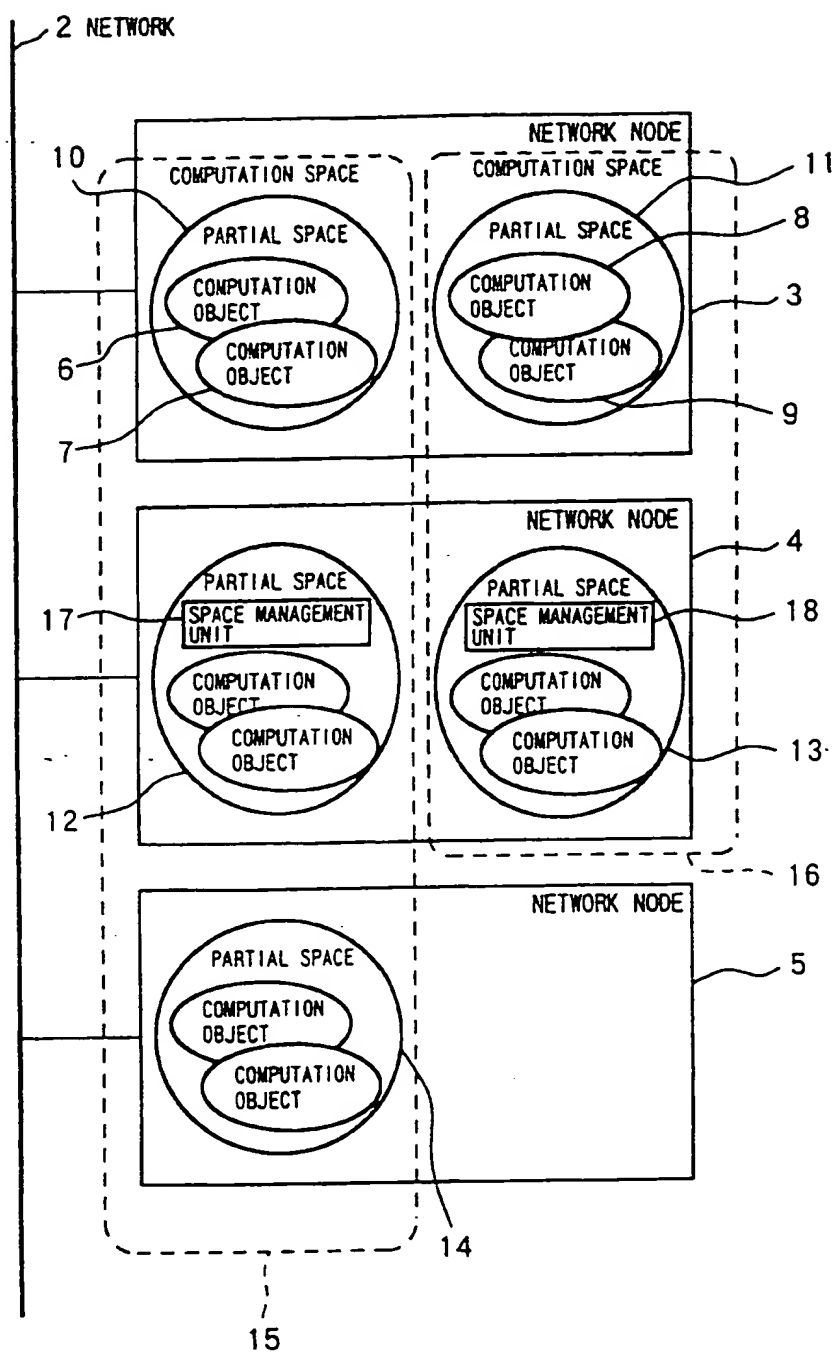 2 NETWORK
NETWORK NODE
10
COMPUTATION SPACE
COMPUTATION SPACE
11
PARTIAL SPACE
PARTIAL SPACE
8
COMPUTATION
OBJECT
COMPUTATION
OBJECT
3
COMPUTATION
OBJECT
COMPUTATION
OBJECT
6
7
9
NETWORK NODE
4
PARTIAL SPACE
PARTIAL SPACE
17
SPACE MANAGEMENT
UNIT
SPACE MANAGEMENT
UNIT
18
COMPUTATION
OBJECT
COMPUTATION
OBJECT
COMPUTATION
OBJECT
COMPUTATION
OBJECT
13
12
16
NETWORK NODE
PARTIAL SPACE
5
COMPUTATION
OBJECT
COMPUTATION
OBJECT
14
15